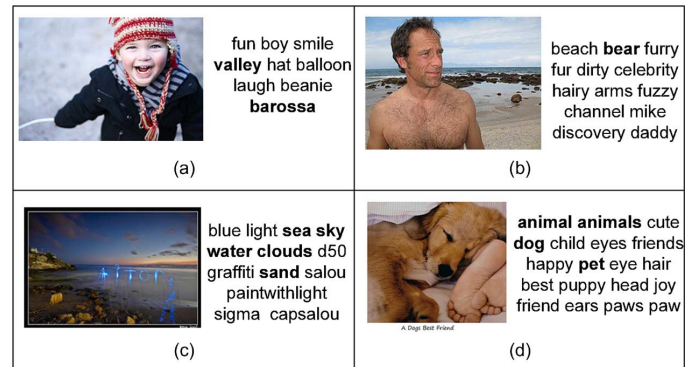 fun boy smile
valley hat balloon
laugh beanie
barossa
(a)
beach bear furry
fur dirty celebrity
hairy arms fuzzy
channel mike
discovery daddy
(b)
blue light sea sky
water clouds d50
graffiti sand salou
paintwithlight
sigma capsalou
(c)
animal animals cute
dog child eyes friends
happy pet eye hair
best puppy head joy
friend ears paws paw
A Dogs Best Friend
(d)